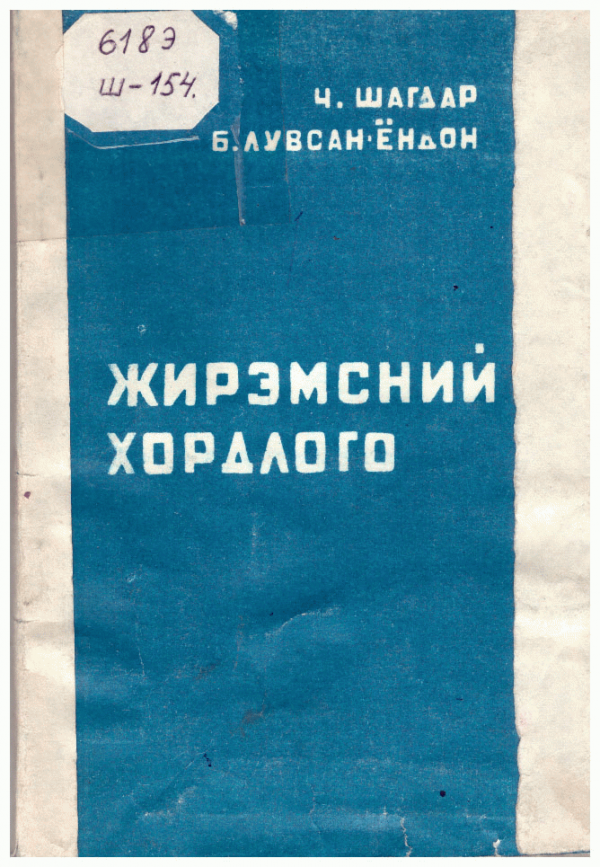 618Э
Ш-154.
Ч. ШАГДАР
Б. ЛУВСАН-ЁНДОН
ЖИРЭМСНИЙ
ХОРДЛОГО